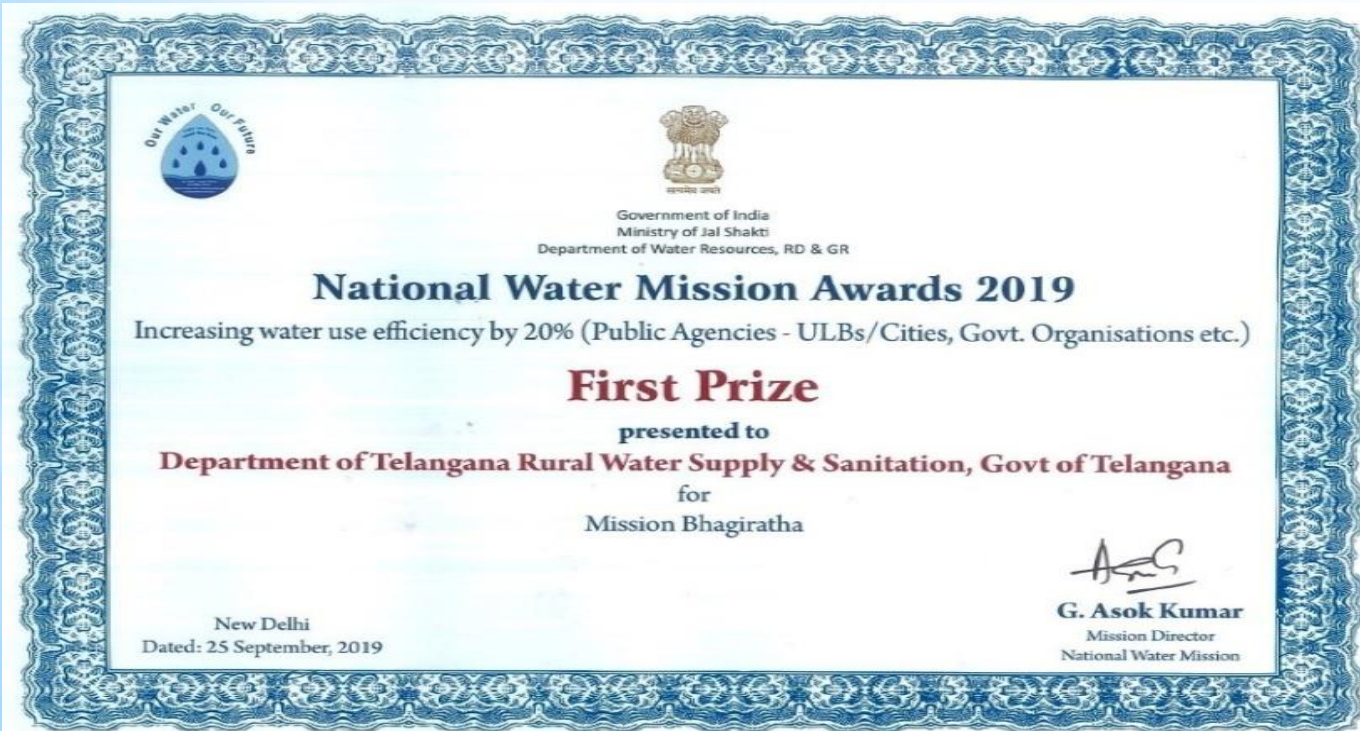 Our Water Our Future
सत्यमेव जयते
Government of India
Ministry of Jal Shakti
Department of Water Resources, RD & GR
National Water Mission Awards 2019
Increasing water use efficiency by 20% (Public Agencies - ULBs/Cities, Govt. Organisations etc.)
First Prize
presented to
Department of Telangana Rural Water Supply & Sanitation, Govt of Telangana
for
Mission Bhagiratha
New Delhi
Dated: 25 September, 2019
G. Asok Kumar
Mission Director
National Water Mission